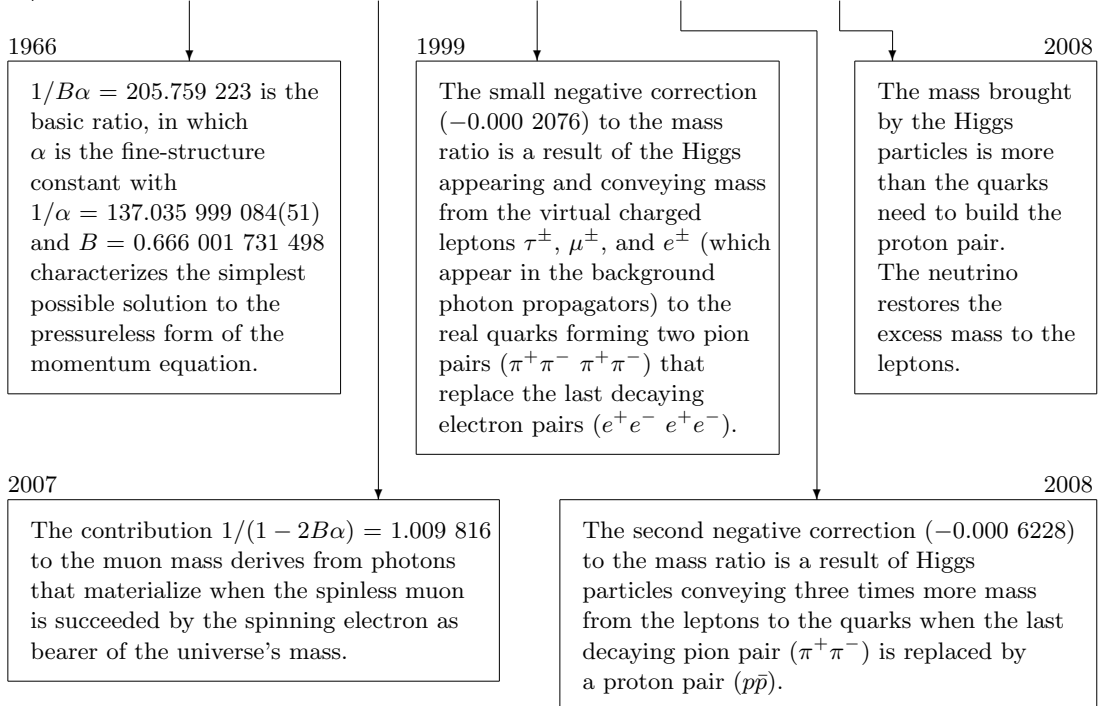 1966
1/Bα = 205.759 223 is the
basic ratio, in which
α is the fine-structure
constant with
1/α = 137.035 999 084(51)
and B = 0.666 001 731 498
characterizes the simplest
possible solution to the
pressureless form of the
momentum equation.
1999
The small negative correction
(−0.000 2076) to the mass
ratio is a result of the Higgs
appearing and conveying mass
from the virtual charged
leptons τ±, μ±, and e± (which
appear in the background
photon propagators) to the
real quarks forming two pion
pairs (π⁺π⁻ π⁺π⁻) that
replace the last decaying
electron pairs (e⁺e⁻ e⁺e⁻).
2008
The mass brought
by the Higgs
particles is more
than the quarks
need to build the
proton pair.
The neutrino
restores the
excess mass to the
leptons.
2007
The contribution 1/(1 − 2Bα) = 1.009 816
to the muon mass derives from photons
that materialize when the spinless muon
is succeeded by the spinning electron as
bearer of the universe's mass.
2008
The second negative correction (−0.000 6228)
to the mass ratio is a result of Higgs
particles conveying three times more mass
from the leptons to the quarks when the last
decaying pion pair (π⁺π⁻) is replaced by
a proton pair (pp̄).